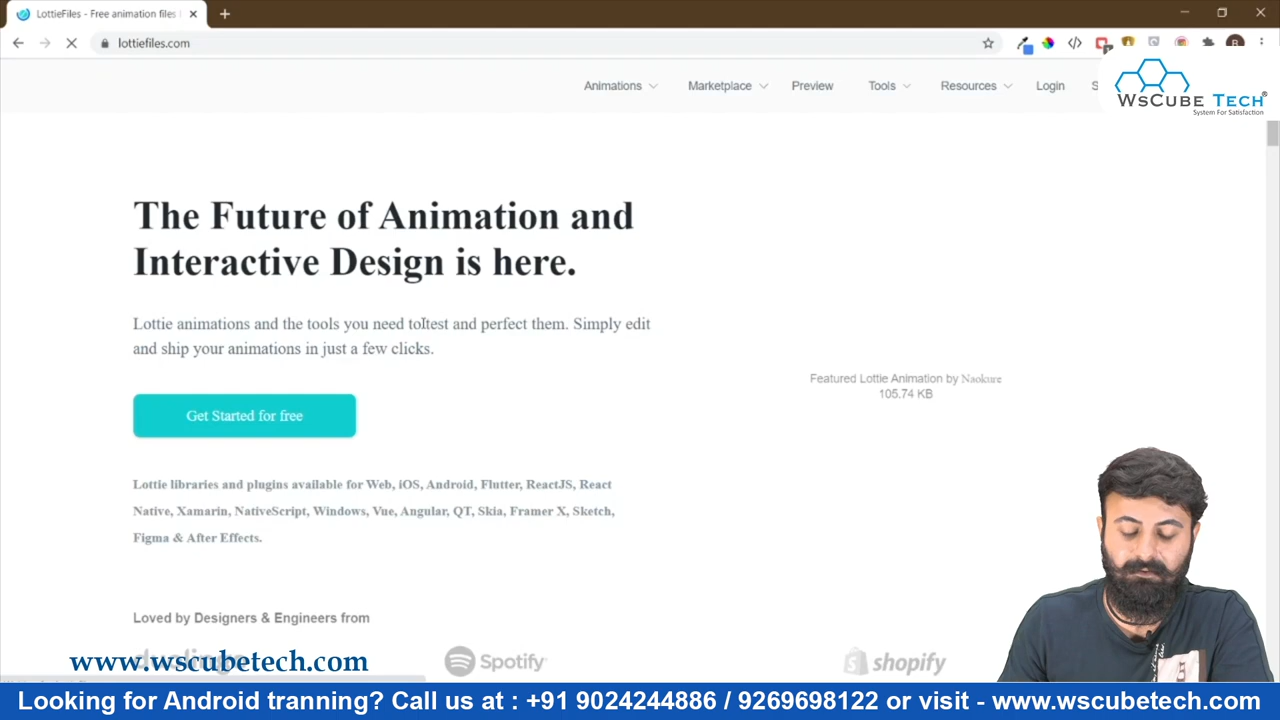 LottieFiles - Free animation files
lottiefiles.com
Animations
Marketplace
Preview
Tools
Resources
Login
S
WsCube Tech®
System For Satisfaction
The Future of Animation and
Interactive Design is here.
Lottie animations and the tools you need to test and perfect them. Simply edit
and ship your animations in just a few clicks.
Featured Lottie Animation by Naokure
105.74 KB
Get Started for free
Lottie libraries and plugins available for Web, iOS, Android, Flutter, ReactJS, React
Native, Xamarin, NativeScript, Windows, Vue, Angular, QT, Skia, Framer X, Sketch,
Figma & After Effects.
Loved by Designers & Engineers from
www.wscubetech.com
Spotify
shopify
Looking for Android tranning? Call us at : +91 9024244886 / 9269698122 or visit - www.wscubetech.com